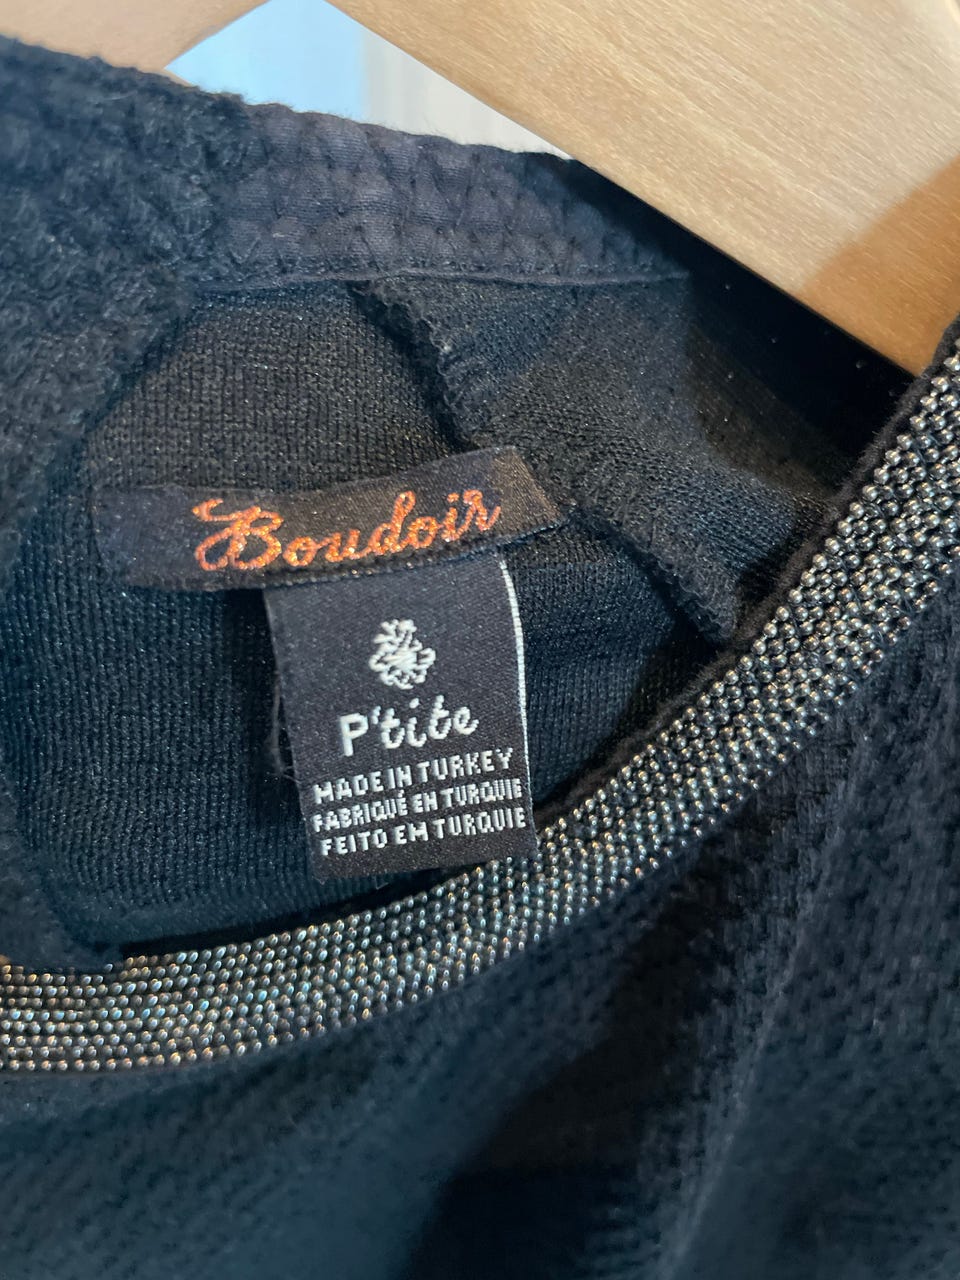 Boudoir
P'tite
MADE IN TURKEY
FABRIQUÉ EN TURQUIE
FEITO EM TURQUIE